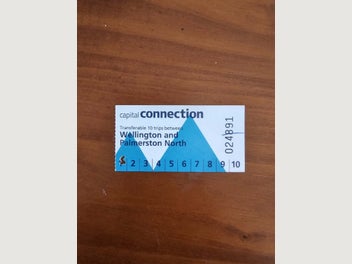 capital connection
Transferable 10 trips between
Wellington and
Palmerston North
2 3 4 5 6 7 8 9 10
024891